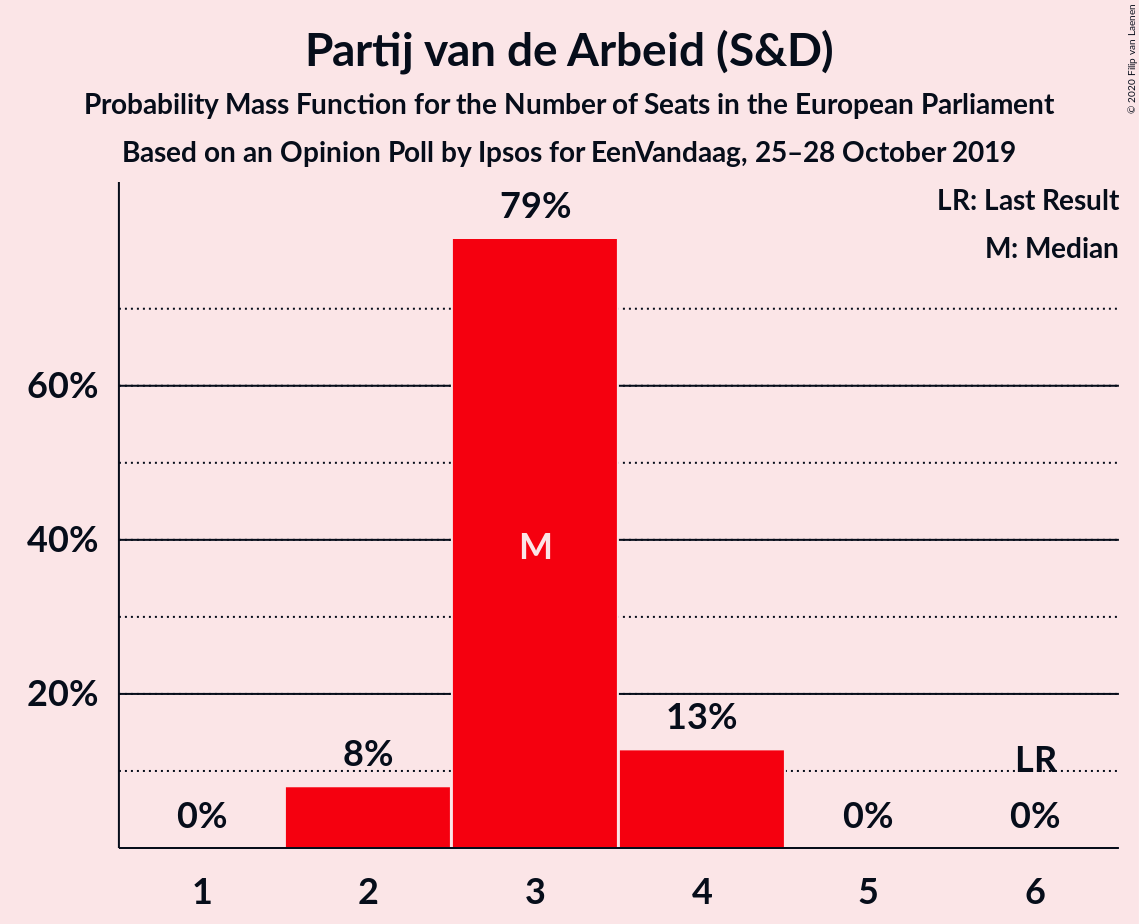 Partij van de Arbeid (S&D)
Probability Mass Function for the Number of Seats in the European Parliament
Based on an Opinion Poll by Ipsos for EenVandaag, 25–28 October 2019
© 2020 Filip van Laenen
LR: Last Result
M: Median
79%
60%
40%
M
20%
13%
8%
LR
0%
0%
0%
1 2 3 4 5 6